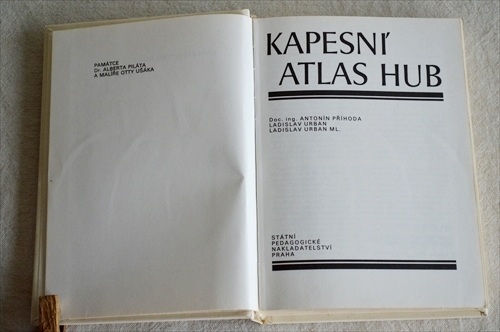 PAMÁTCE
Dr. ALBERTA PILÁTA
A MALÍŘE OTTY UŠÁKA
KAPESNÍ
ATLAS HUB
Doc. ing. ANTONÍN PŘÍHODA
LADISLAV URBAN
LADISLAV URBAN ML.
STÁTNÍ
PEDAGOGICKÉ
NAKLADATELSTVÍ
PRAHA